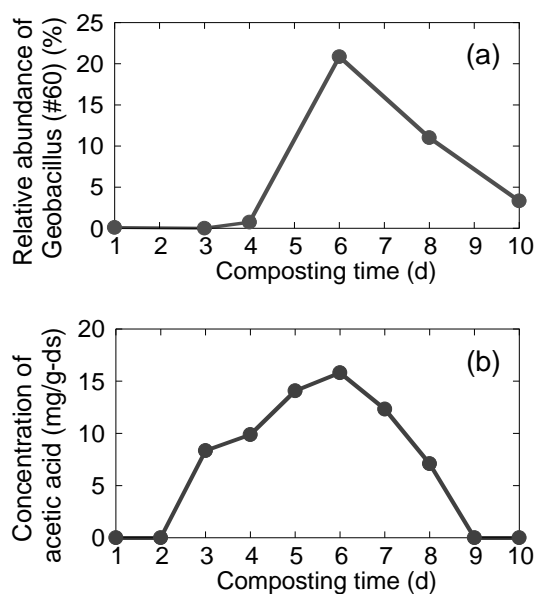 Relative abundance of
Geobacillus (#60) (%)
25
20
15
10
5
0
(a)
1 2 3 4 5 6 7 8 9 10
Composting time (d)
Concentration of
acetic acid (mg/g-ds)
20
15
10
5
0
(b)
1 2 3 4 5 6 7 8 9 10
Composting time (d)